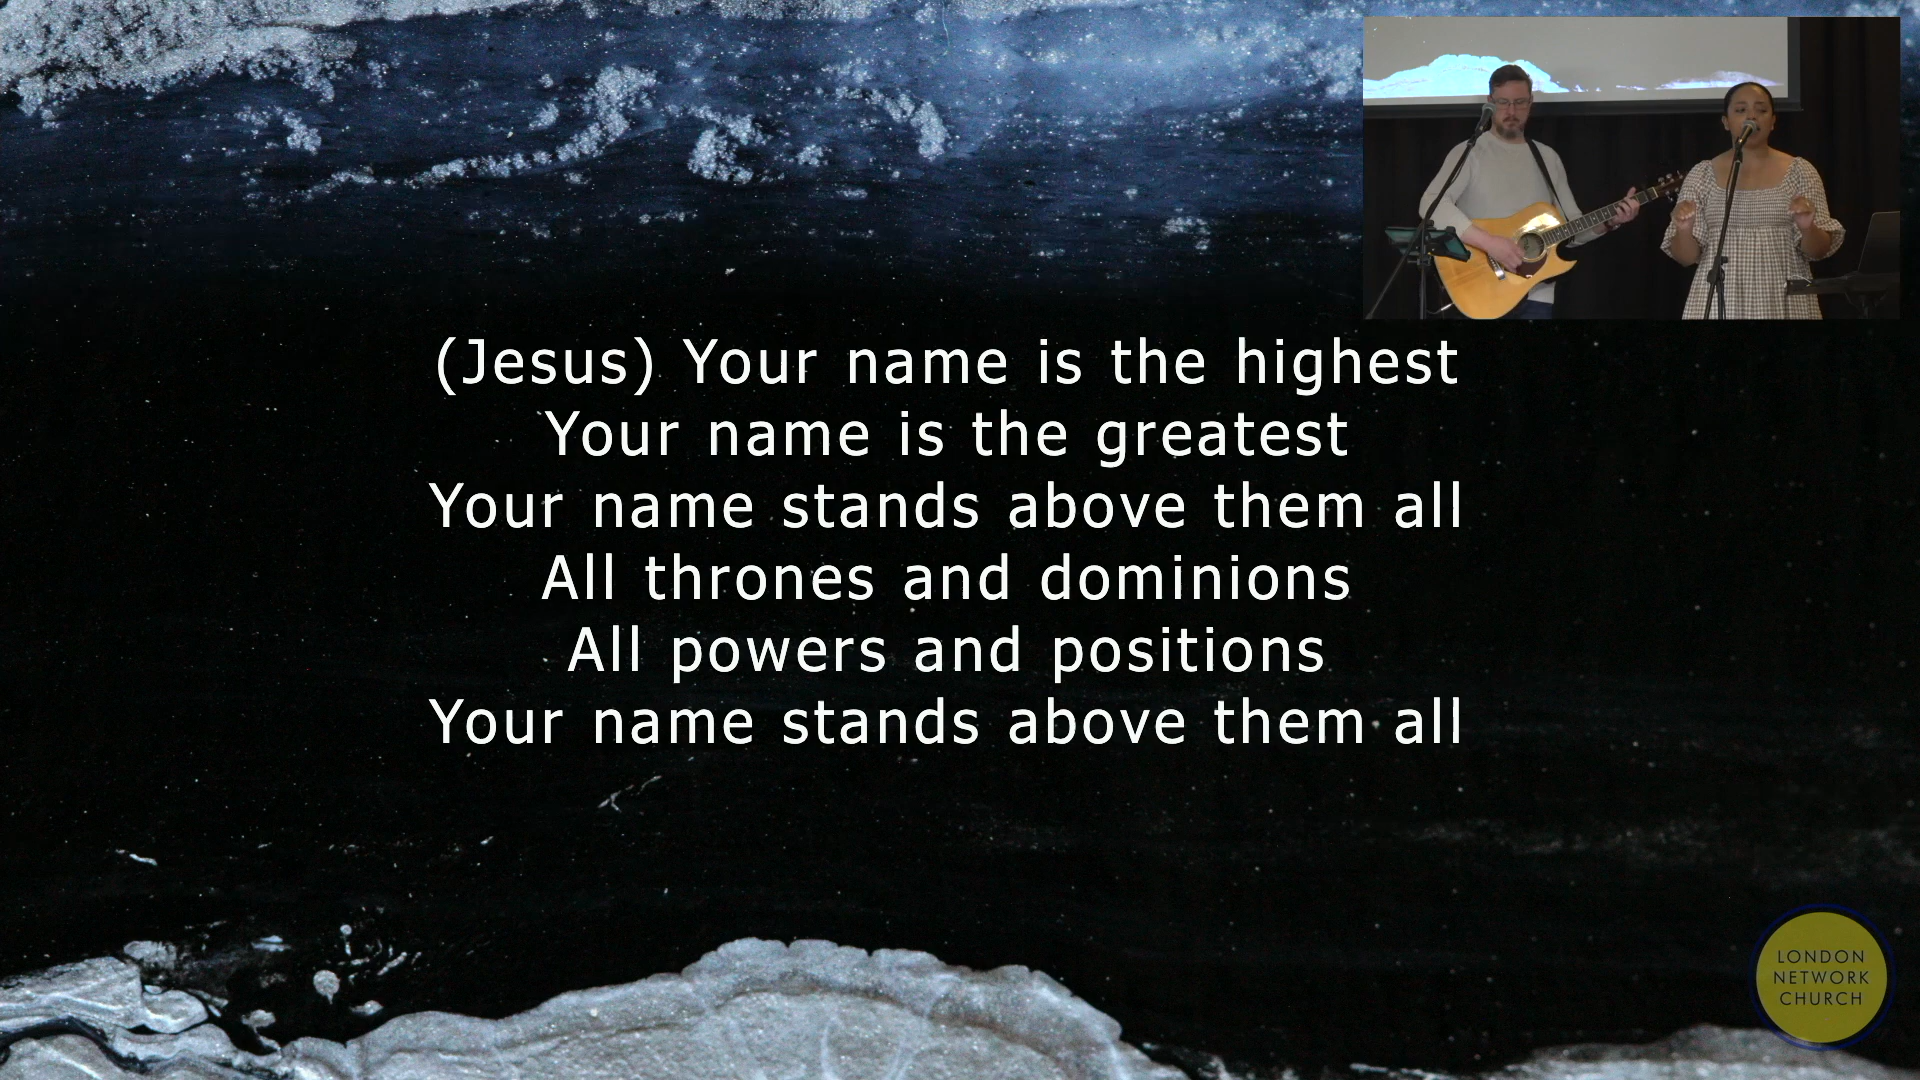 (Jesus) Your name is the highest
Your name is the greatest
Your name stands above them all
All thrones and dominions
All powers and positions
Your name stands above them all
LONDON
NETWORK
CHURCH